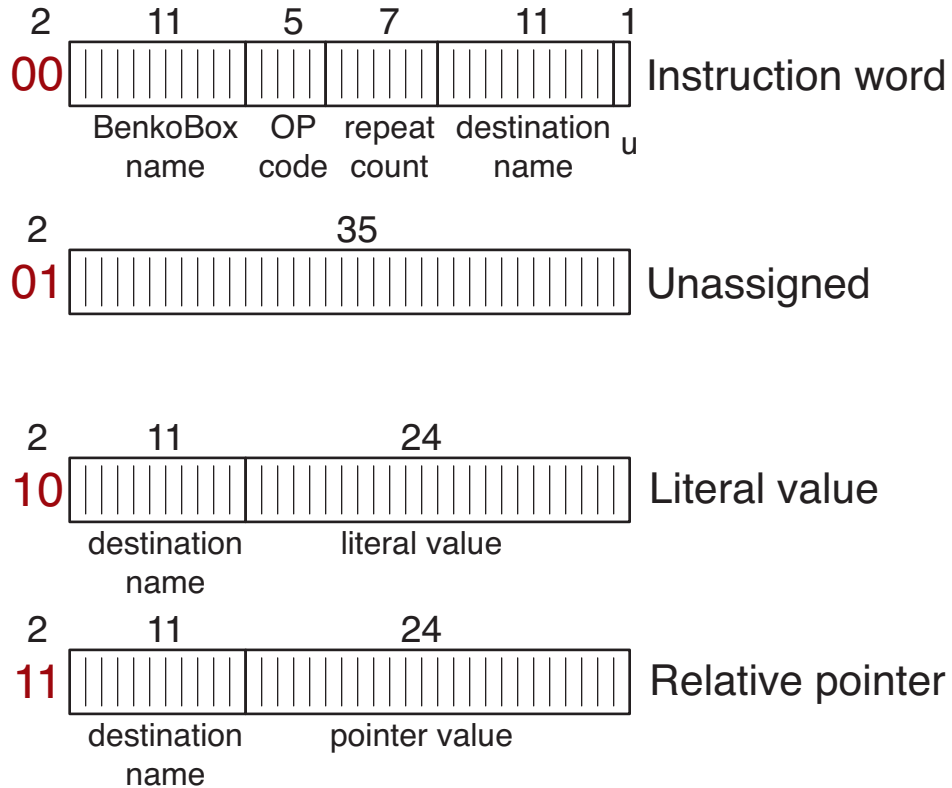 2 11 5 7 11 1
00 Instruction word
BenkoBox OP repeat destination u
name code count name
2 35
01 Unassigned
2 11 24
10 Literal value
destination literal value
name
2 11 24
11 Relative pointer
destination pointer value
name